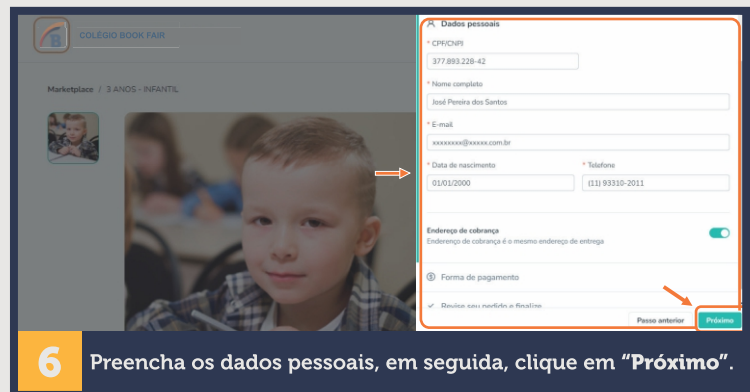 COLÉGIO BOOK FAIR
Marketplace / 3 ANOS - INFANTIL
Dados pessoais
* CPF/CNPJ
377.893.228-42
* Nome completo
José Pereira dos Santos
* E-mail
xxxxxxxx@xxxxx.com.br
* Data de nascimento
* Telefone
01/01/2000
(11) 93310-2011
Endereço de cobrança
Enderenço de cobrança é o mesmo endereço de entrega
Forma de pagamento
Revise seu pedido e finalize
Passo anterior
Próximo
6
Preencha os dados pessoais, em seguida, clique em “Próximo”.